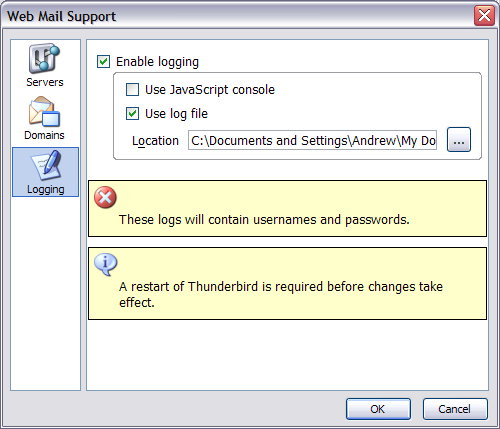 Web Mail Support
Servers
Domains
Logging
Enable logging
Use JavaScript console
Use log file
Location C:\Documents and Settings\Andrew\My Do ...
These logs will contain usernames and passwords.
A restart of Thunderbird is required before changes take
effect.
OK Cancel